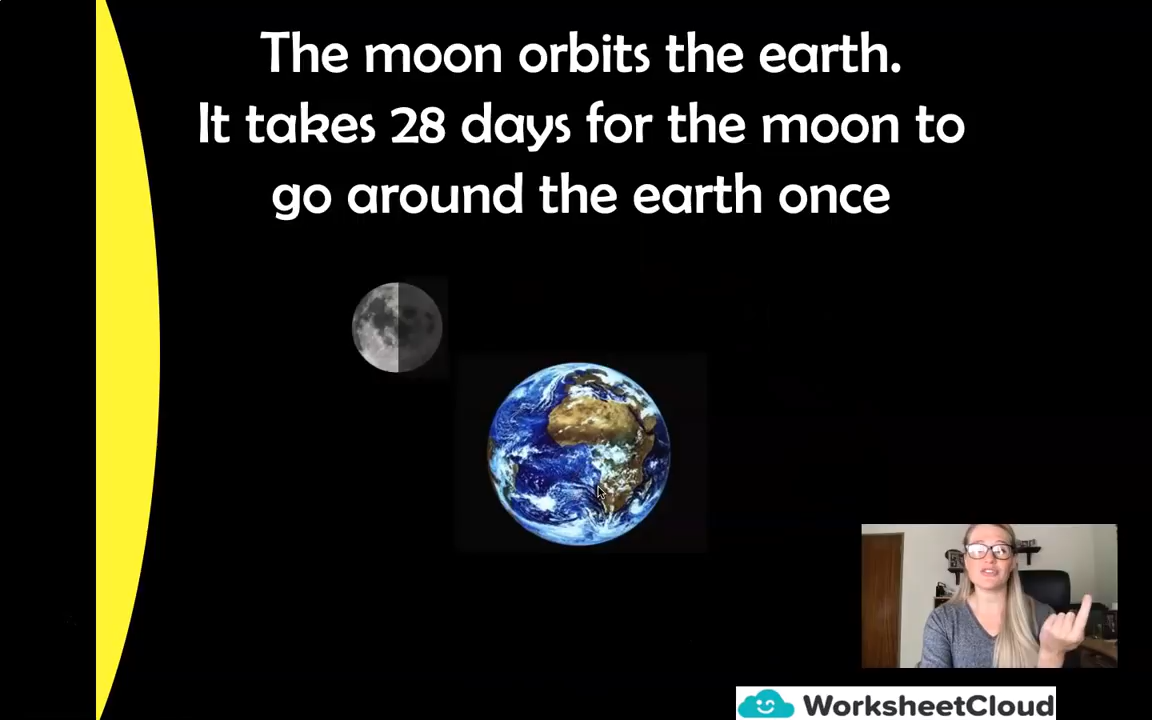 The moon orbits the earth.
It takes 28 days for the moon to
go around the earth once
WorksheetCloud